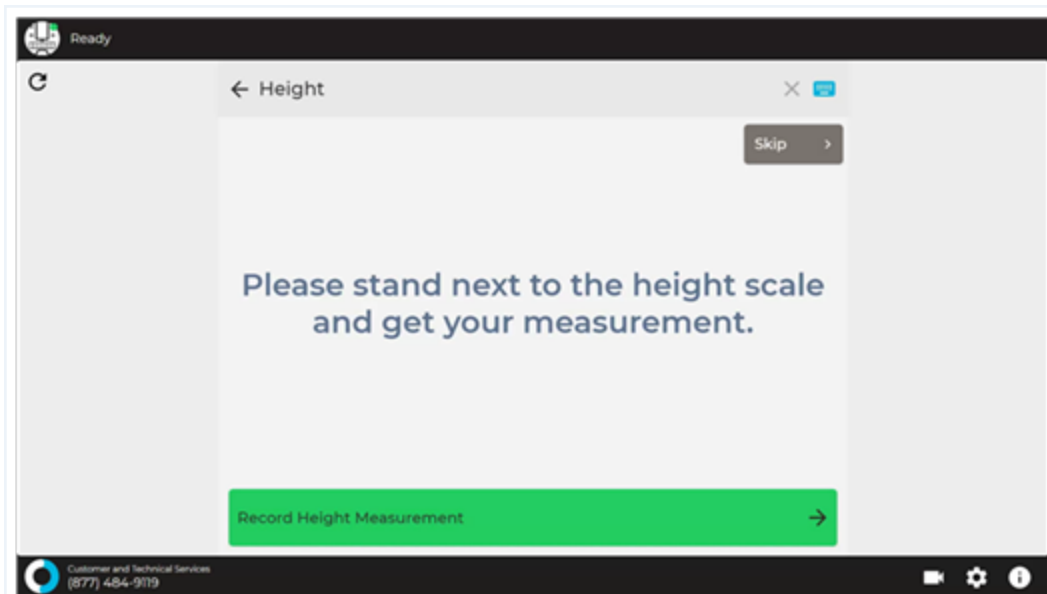 Ready
Height
Skip
Please stand next to the height scale
and get your measurement.
Record Height Measurement
Customer and Technical Services
(877) 484-9119